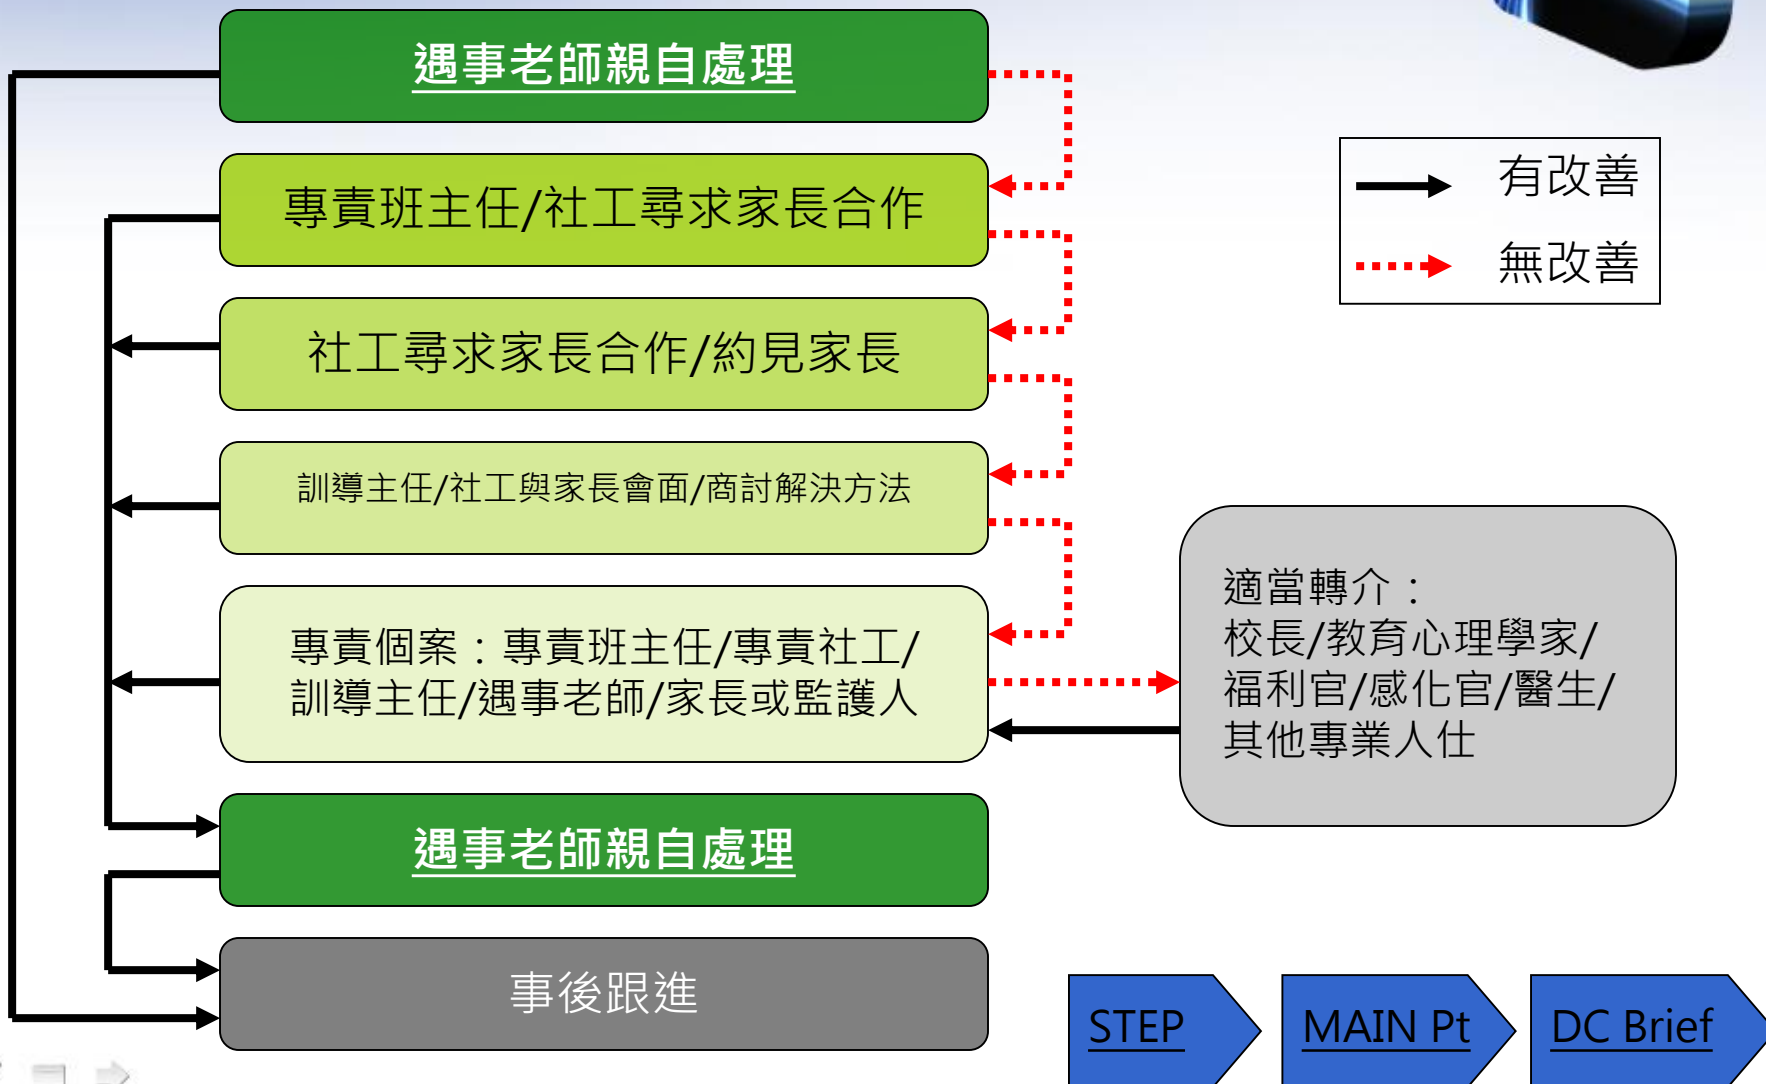 遇事老師親自處理
專責班主任/社工尋求家長合作
社工尋求家長合作/約見家長
訓導主任/社工與家長會面/商討解決方法
專責個案：專責班主任/專責社工/
訓導主任/遇事老師/家長或監護人
遇事老師親自處理
事後跟進
有改善
無改善
適當轉介：
校長/教育心理學家/
福利官/感化官/醫生/
其他專業人仕
STEP
MAIN Pt
DC Brief